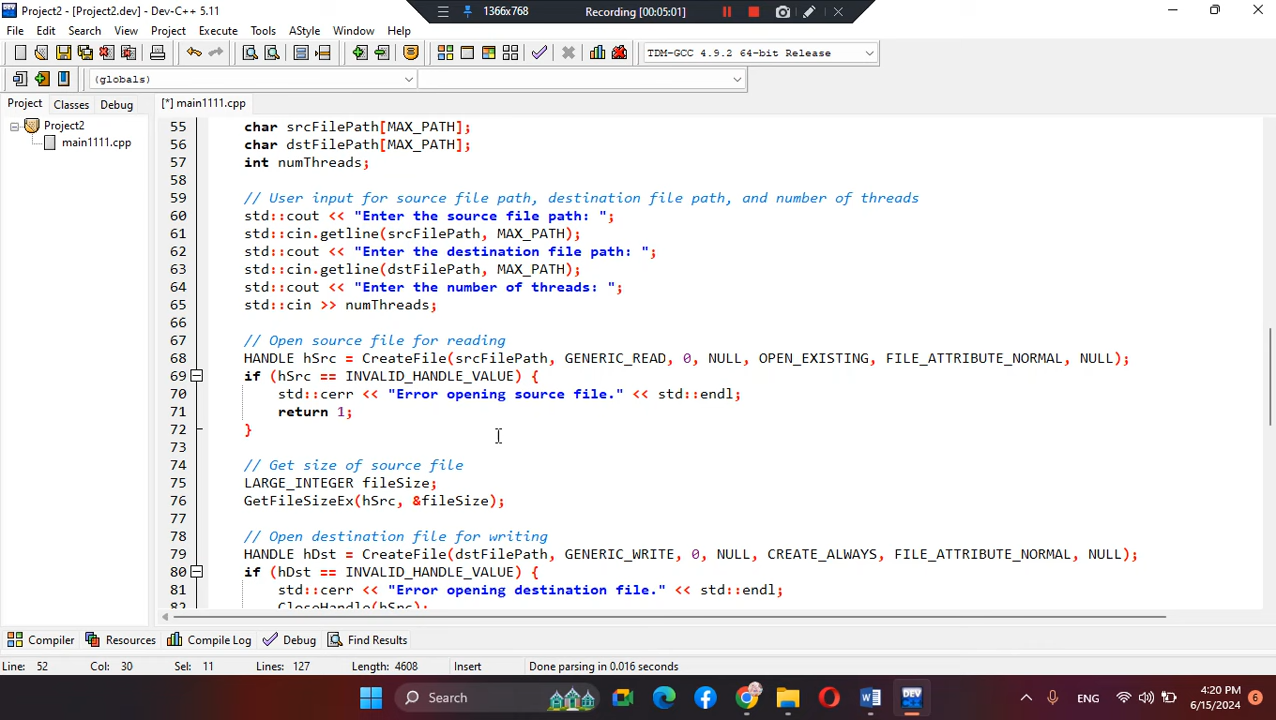 Project2 - [Project2.dev] - Dev-C++ 5.11
1366x768
Recording [00:05:01]
File Edit Search View Project Execute Tools AStyle Window Help
TDM-GCC 4.9.2 64-bit Release
(globals)
Project Classes Debug
[*] main1111.cpp
Project2
main1111.cpp
55 char srcFilePath[MAX_PATH];
56 char dstFilePath[MAX_PATH];
57 int numThreads;
58
59 // User input for source file path, destination file path, and number of threads
60 std::cout << "Enter the source file path: ";
61 std::cin.getline(srcFilePath, MAX_PATH);
62 std::cout << "Enter the destination file path: ";
63 std::cin.getline(dstFilePath, MAX_PATH);
64 std::cout << "Enter the number of threads: ";
65 std::cin >> numThreads;
66
67 // Open source file for reading
68 HANDLE hSrc = CreateFile(srcFilePath, GENERIC_READ, 0, NULL, OPEN_EXISTING, FILE_ATTRIBUTE_NORMAL, NULL);
69 if (hSrc == INVALID_HANDLE_VALUE) {
70 std::cerr << "Error opening source file." << std::endl;
71 return 1;
72 }
73
74 // Get size of source file
75 LARGE_INTEGER fileSize;
76 GetFileSizeEx(hSrc, &fileSize);
77
78 // Open destination file for writing
79 HANDLE hDst = CreateFile(dstFilePath, GENERIC_WRITE, 0, NULL, CREATE_ALWAYS, FILE_ATTRIBUTE_NORMAL, NULL);
80 if (hDst == INVALID_HANDLE_VALUE) {
81 std::cerr << "Error opening destination file." << std::endl;
82 CloseHandle(hSrc);
Compiler Resources Compile Log Debug Find Results
Line: 52 Col: 30 Sel: 11 Lines: 127 Length: 4608 Insert Done parsing in 0.016 seconds
Search
DEV
ENG
4:20 PM
6/15/2024
6